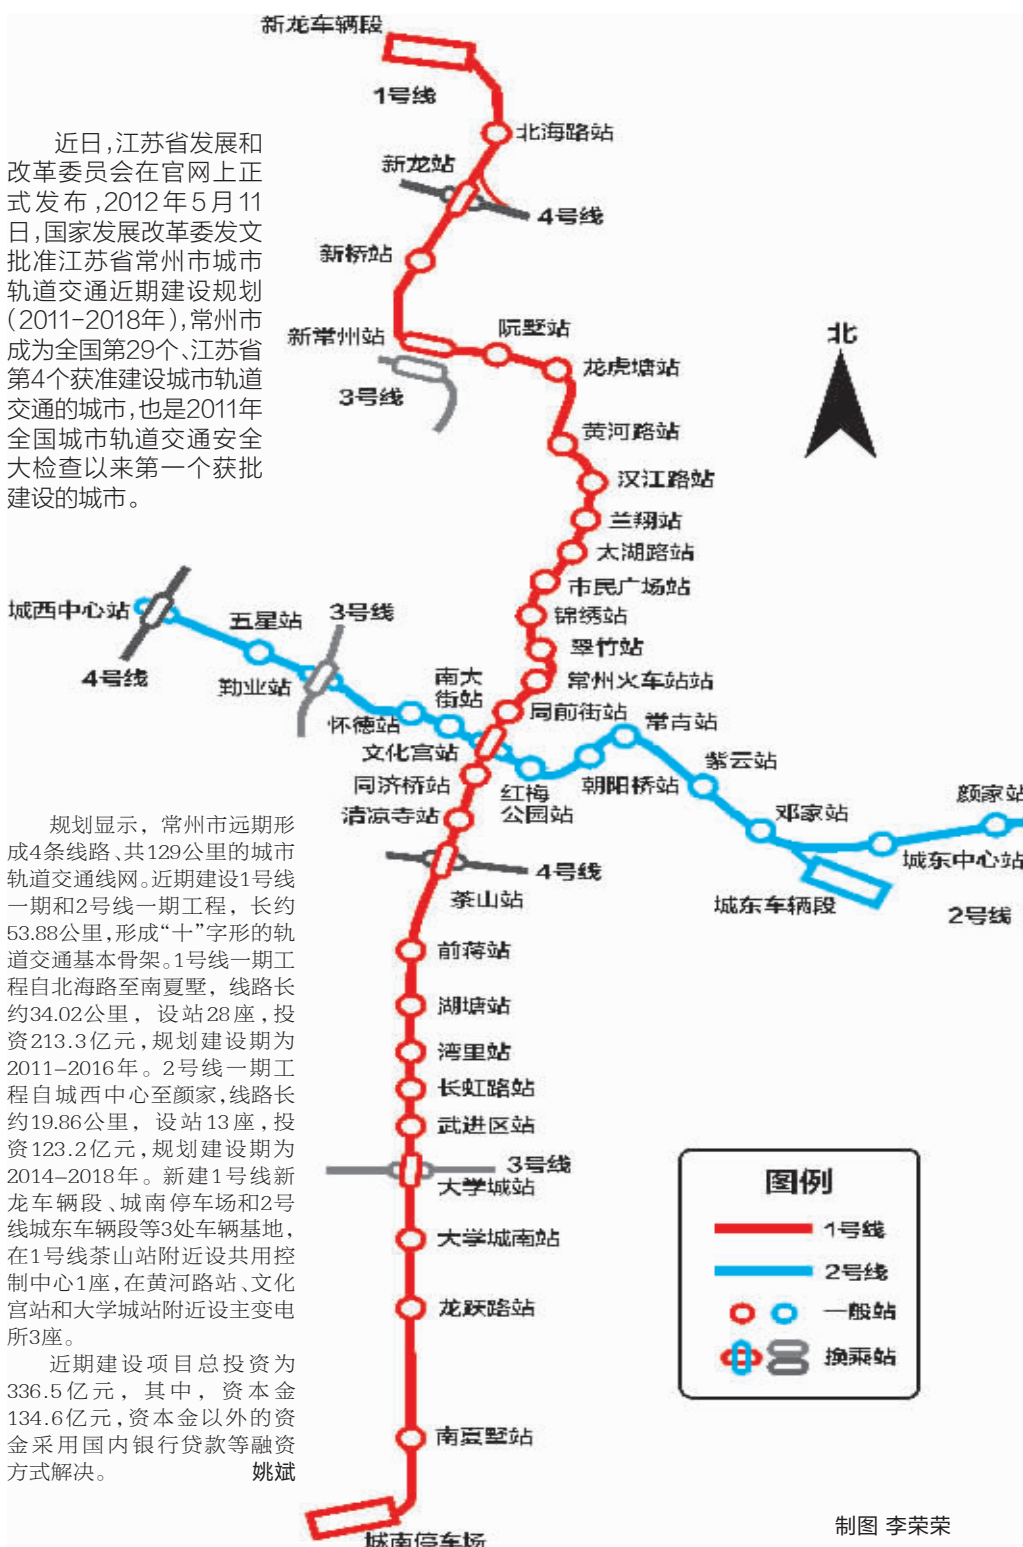 新龙车辆段
1号线
北海路站
新龙站
4号线
新桥站
新常州站
阮墅站
龙虎塘站
3号线
黄河路站
汉江路站
兰翔站
太湖路站
市民广场站
锦绣站
翠竹站
常州火车站站
局前街站
北
近日，江苏省发展和
改革委员会在官网上正
式发布，2012年5月11
日，国家发展改革委发文
批准江苏省常州市城市
轨道交通近期建设规划
（2011-2018年），常州市
成为全国第29个、江苏省
第4个获准建设城市轨道
交通的城市，也是2011年
全国城市轨道交通安全
大检查以来第一个获批
建设的城市。
城西中心站
4号线
五星站
3号线
勤业站
怀德站
南大
街站
文化宫站
同济桥站
清凉寺站
红梅
公园站
朝阳桥站
常青站
紫云站
邓家站
颜家站
城东中心站
城东车辆段
2号线
4号线
茶山站
前蒋站
湖塘站
湾里站
长虹路站
武进区站
3号线
大学城站
大学城南站
龙跃路站
南夏墅站
城南停车场
规划显示，常州市远期形
成4条线路、共129公里的城市
轨道交通线网。近期建设1号线
一期和2号线一期工程，长约
53.88公里，形成“十”字形的轨
道交通基本骨架。1号线一期工
程自北海路至南夏墅，线路长
约34.02公里，设站28座，投
资213.3亿元，规划建设期为
2011–2016年。2号线一期工
程自城西中心至颜家，线路长
约19.86公里，设站13座，投
资123.2亿元，规划建设期为
2014–2018年。新建1号线新
龙车辆段、城南停车场和2号
线城东车辆段等3处车辆基地，
在1号线茶山站附近设共用控
制中心1座，在黄河路站、文化
宫站和大学城站附近设主变电
所3座。
近期建设项目总投资为
336.5亿元，其中，资本金
134.6亿元，资本金以外的资
金采用国内银行贷款等融资
方式解决。 姚斌
图例
1号线
2号线
一般站
换乘站
制图 李荣荣